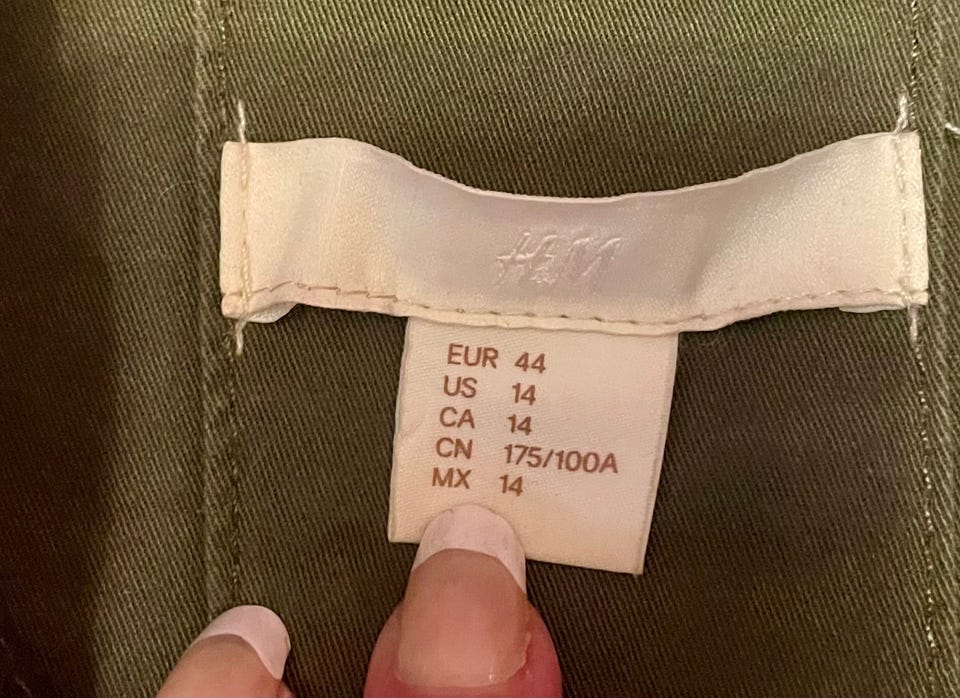 H&M
EUR 44
US 14
CA 14
CN 175/100A
MX 14